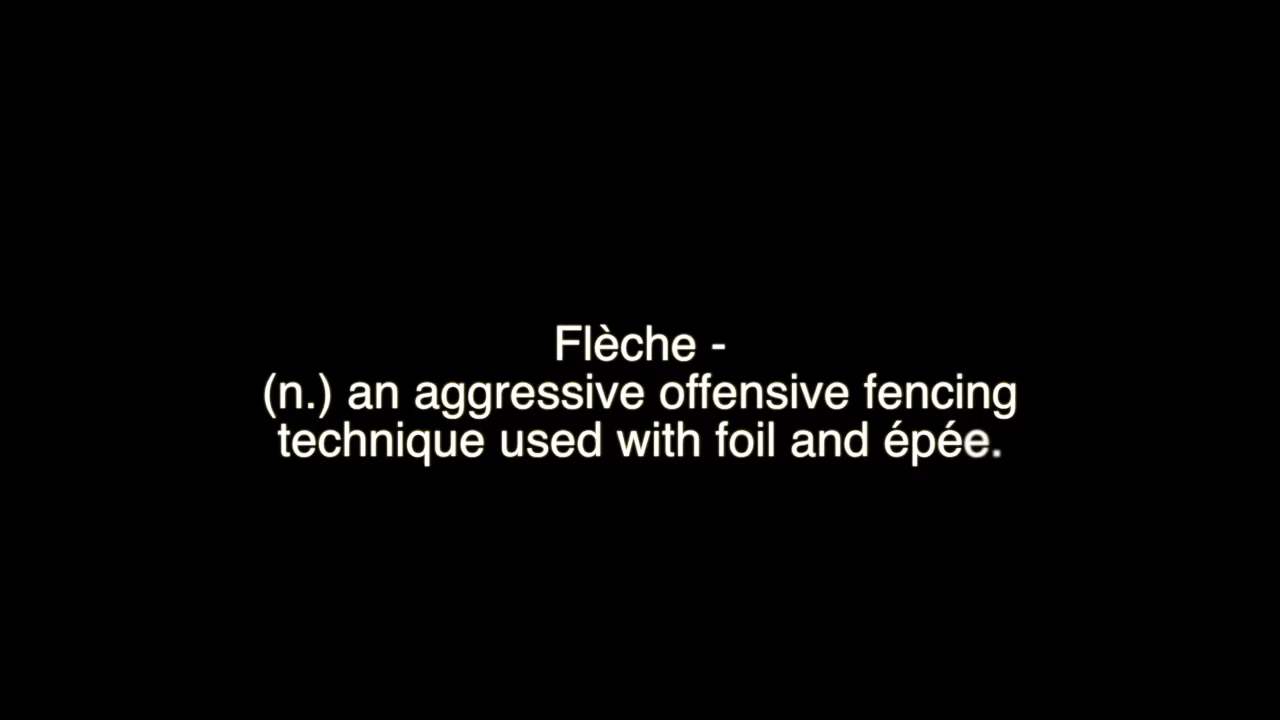 Flèche -
(n.) an aggressive offensive fencing
technique used with foil and épée.